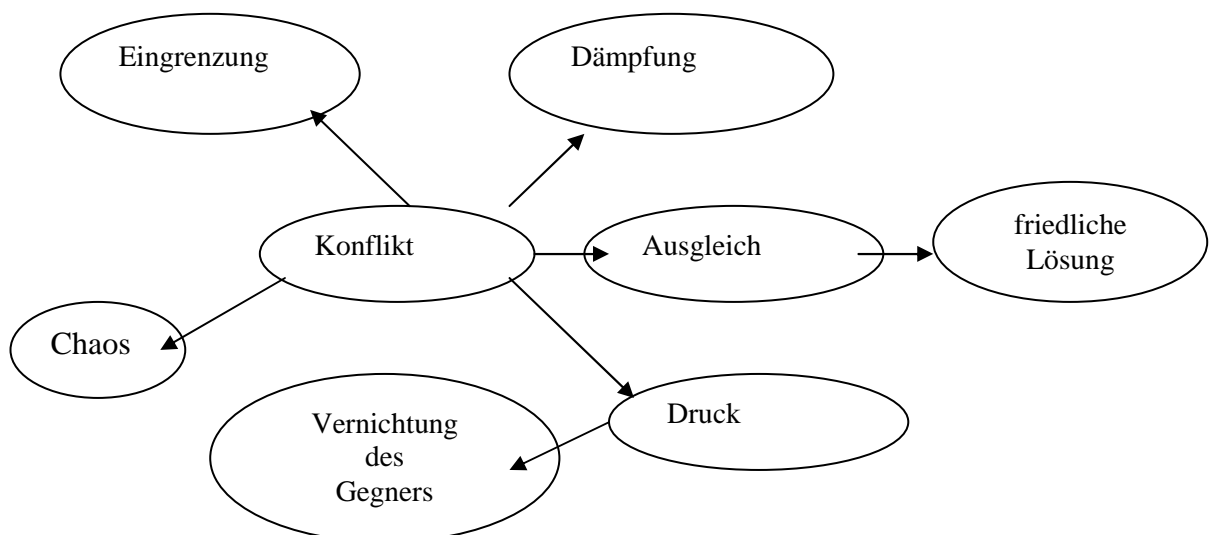 Eingrenzung
Dämpfung
Konflikt
Ausgleich
friedliche
Lösung
Chaos
Druck
Vernichtung
des
Gegners